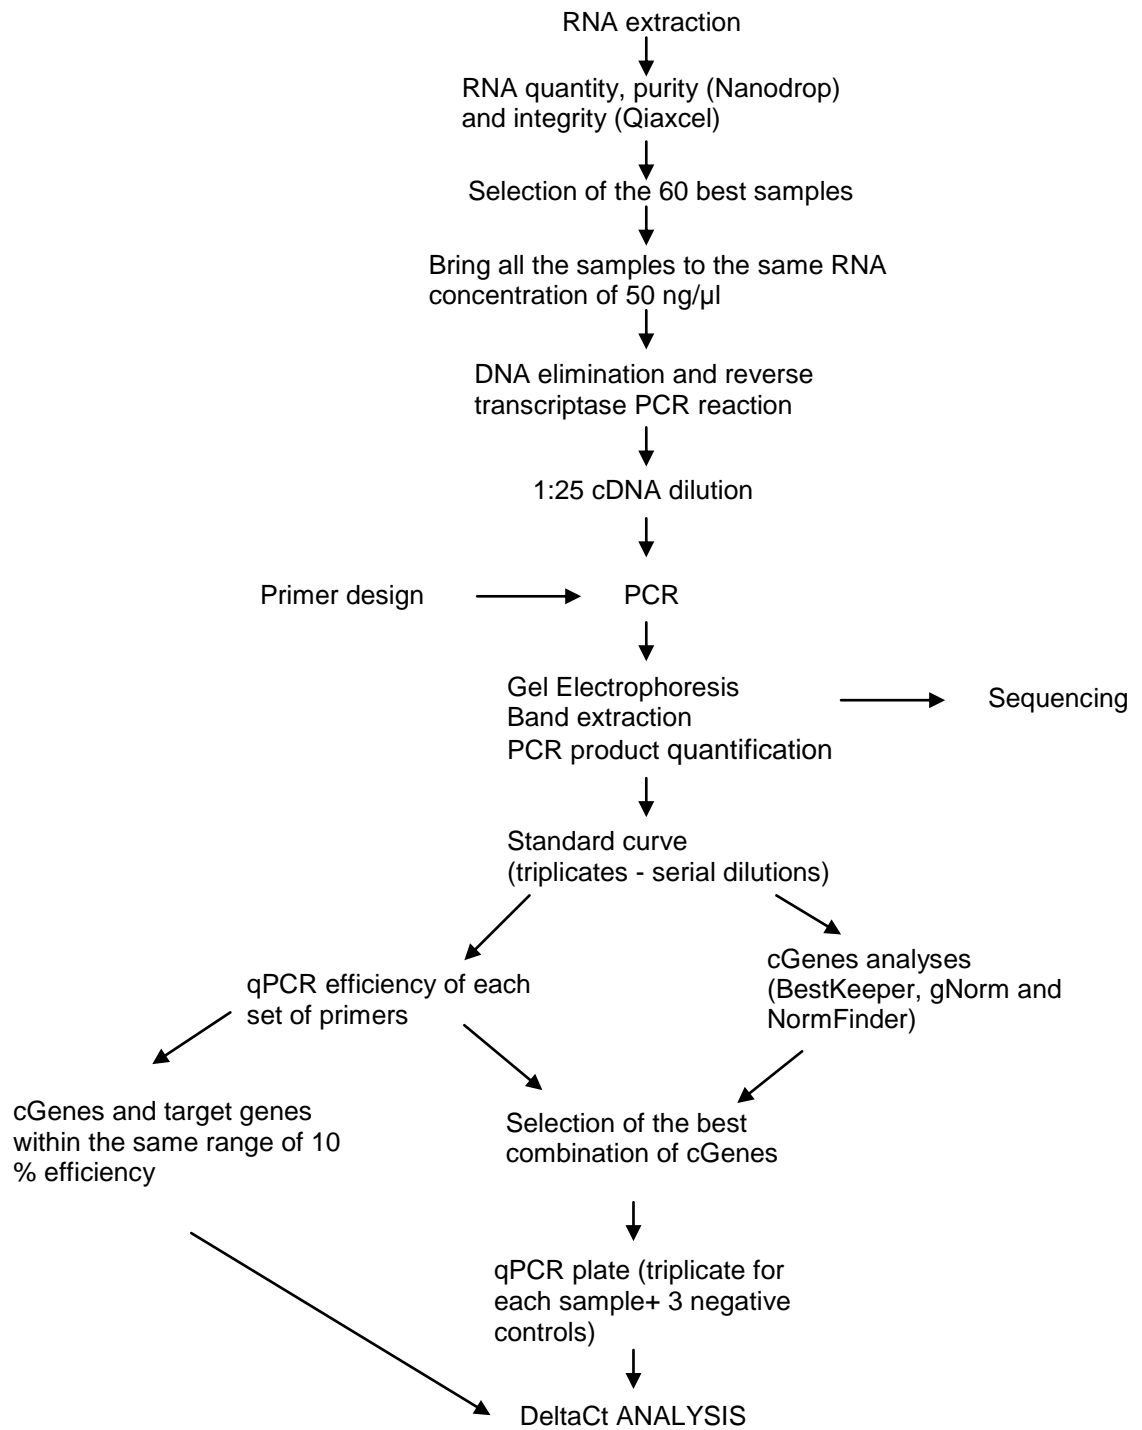 RNA extraction
RNA quantity, purity (Nanodrop)
and integrity (Qiaxcel)
Selection of the 60 best samples
Bring all the samples to the same RNA
concentration of 50 ng/µl
DNA elimination and reverse
transcriptase PCR reaction
1:25 cDNA dilution
Primer design
PCR
Gel Electrophoresis
Band extraction
PCR product quantification
Sequencing
Standard curve
(triplicates - serial dilutions)
qPCR efficiency of each
set of primers
cGenes analyses
(BestKeeper, gNorm and
NormFinder)
cGenes and target genes
within the same range of 10
% efficiency
Selection of the best
combination of cGenes
qPCR plate (triplicate for
each sample+ 3 negative
controls)
DeltaCt ANALYSIS